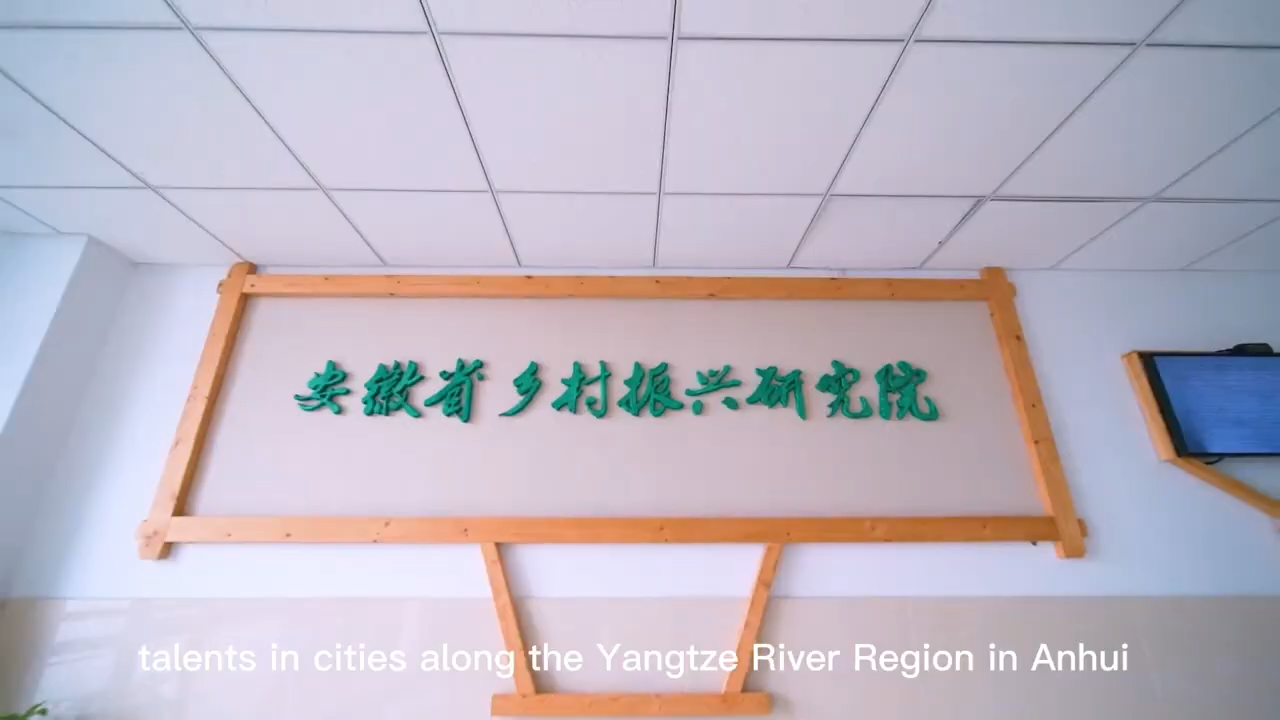 安徽省乡村振兴研究院
talents in cities along the Yangtze River Region in Anhui